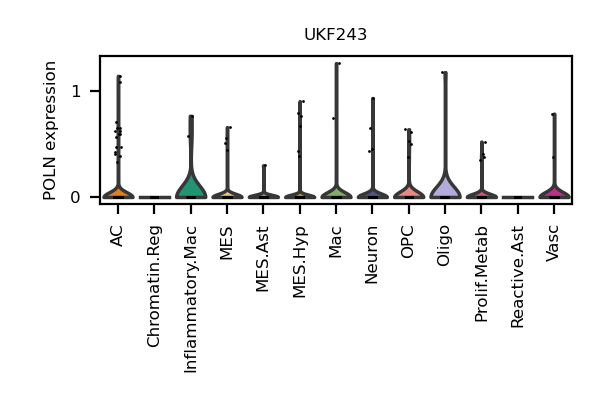 UKF243
POLN expression
1
0
AC
Chromatin.Reg
Inflammatory.Mac
MES
MES.Ast
MES.Hyp
Mac
Neuron
OPC
Oligo
Prolif.Metab
Reactive.Ast
Vasc